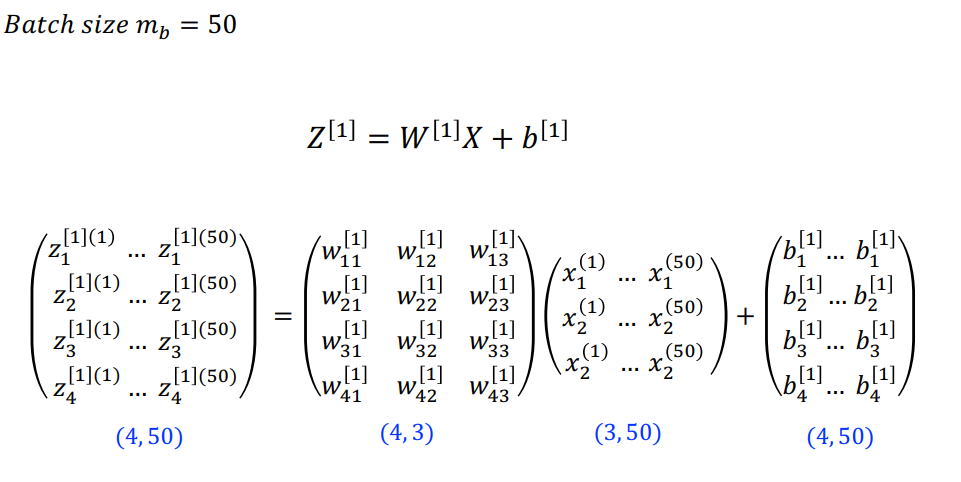 Batch size m_b = 50
Z^[1] = W^[1]X + b^[1]
z_1^[1](1) ... z_1^[1](50) w_11^[1] w_12^[1] w_13^[1] x_1^(1) ... x_1^(50) b_1^[1] ... b_1^[1]
z_2^[1](1) ... z_2^[1](50) = w_21^[1] w_22^[1] w_23^[1] x_2^(1) ... x_2^(50) + b_2^[1] ... b_2^[1]
z_3^[1](1) ... z_3^[1](50) w_31^[1] w_32^[1] w_33^[1] x_2^(1) ... x_2^(50) b_3^[1] ... b_3^[1]
z_4^[1](1) ... z_4^[1](50) w_41^[1] w_42^[1] w_43^[1] b_4^[1] ... b_4^[1]
(4, 50) (4, 3) (3, 50) (4, 50)